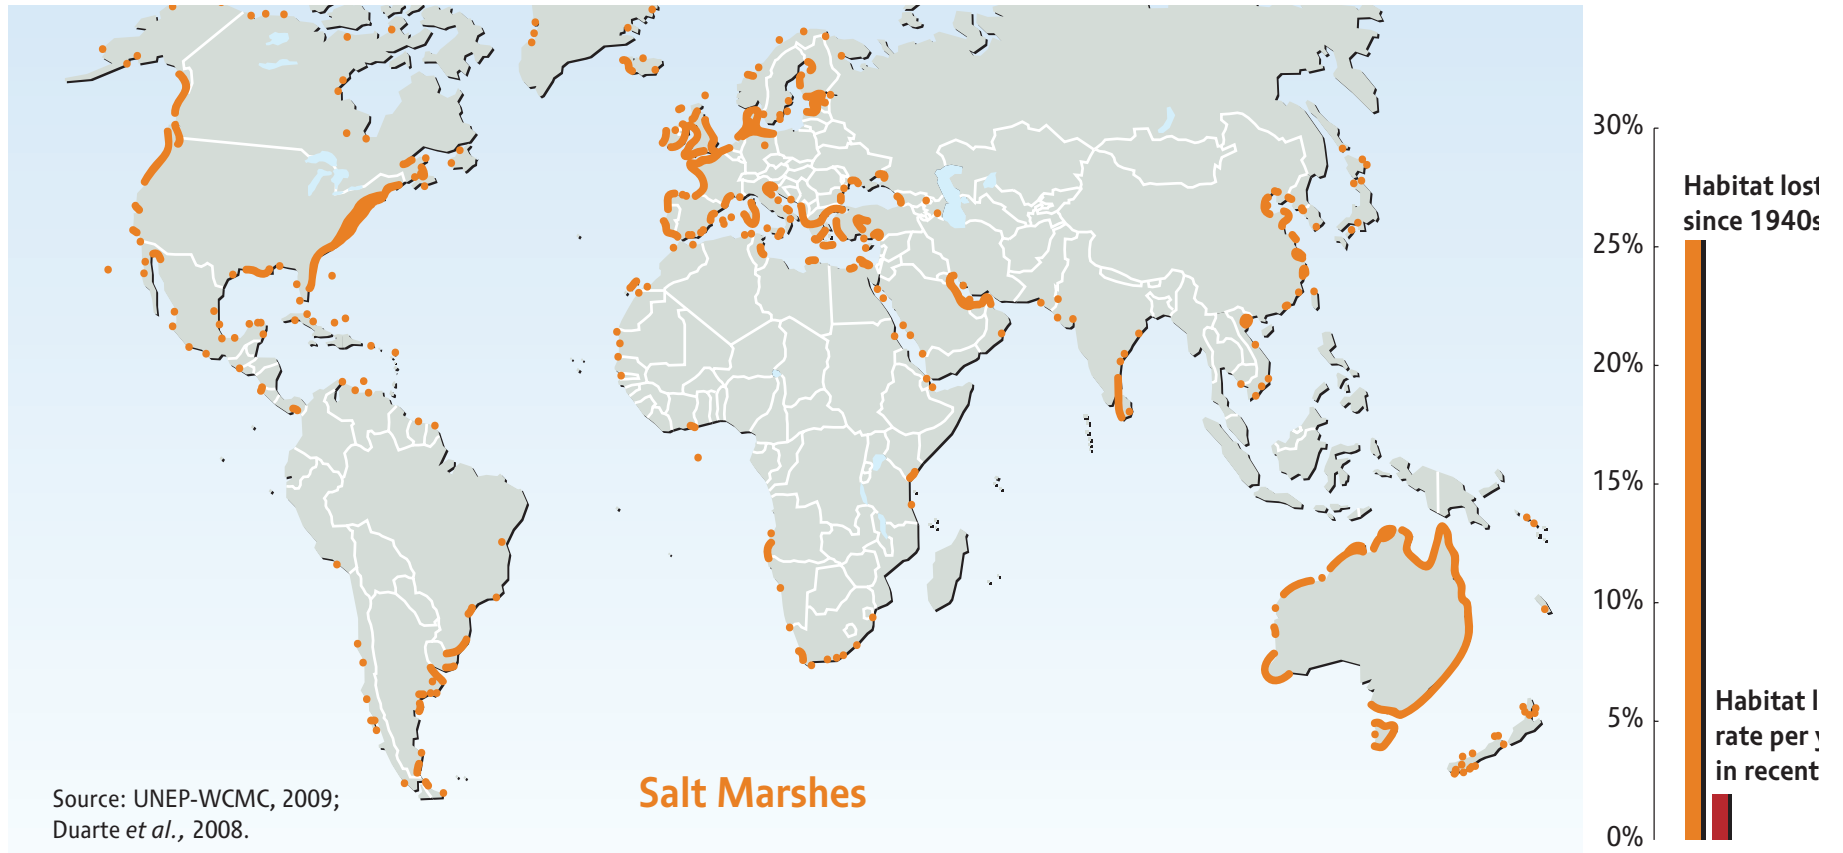 30%
Habitat lost
since 1940s
25%
20%
15%
10%
5%
Habitat l
rate per y
in recent
0%
Salt Marshes
Source: UNEP-WCMC, 2009;
Duarte et al., 2008.